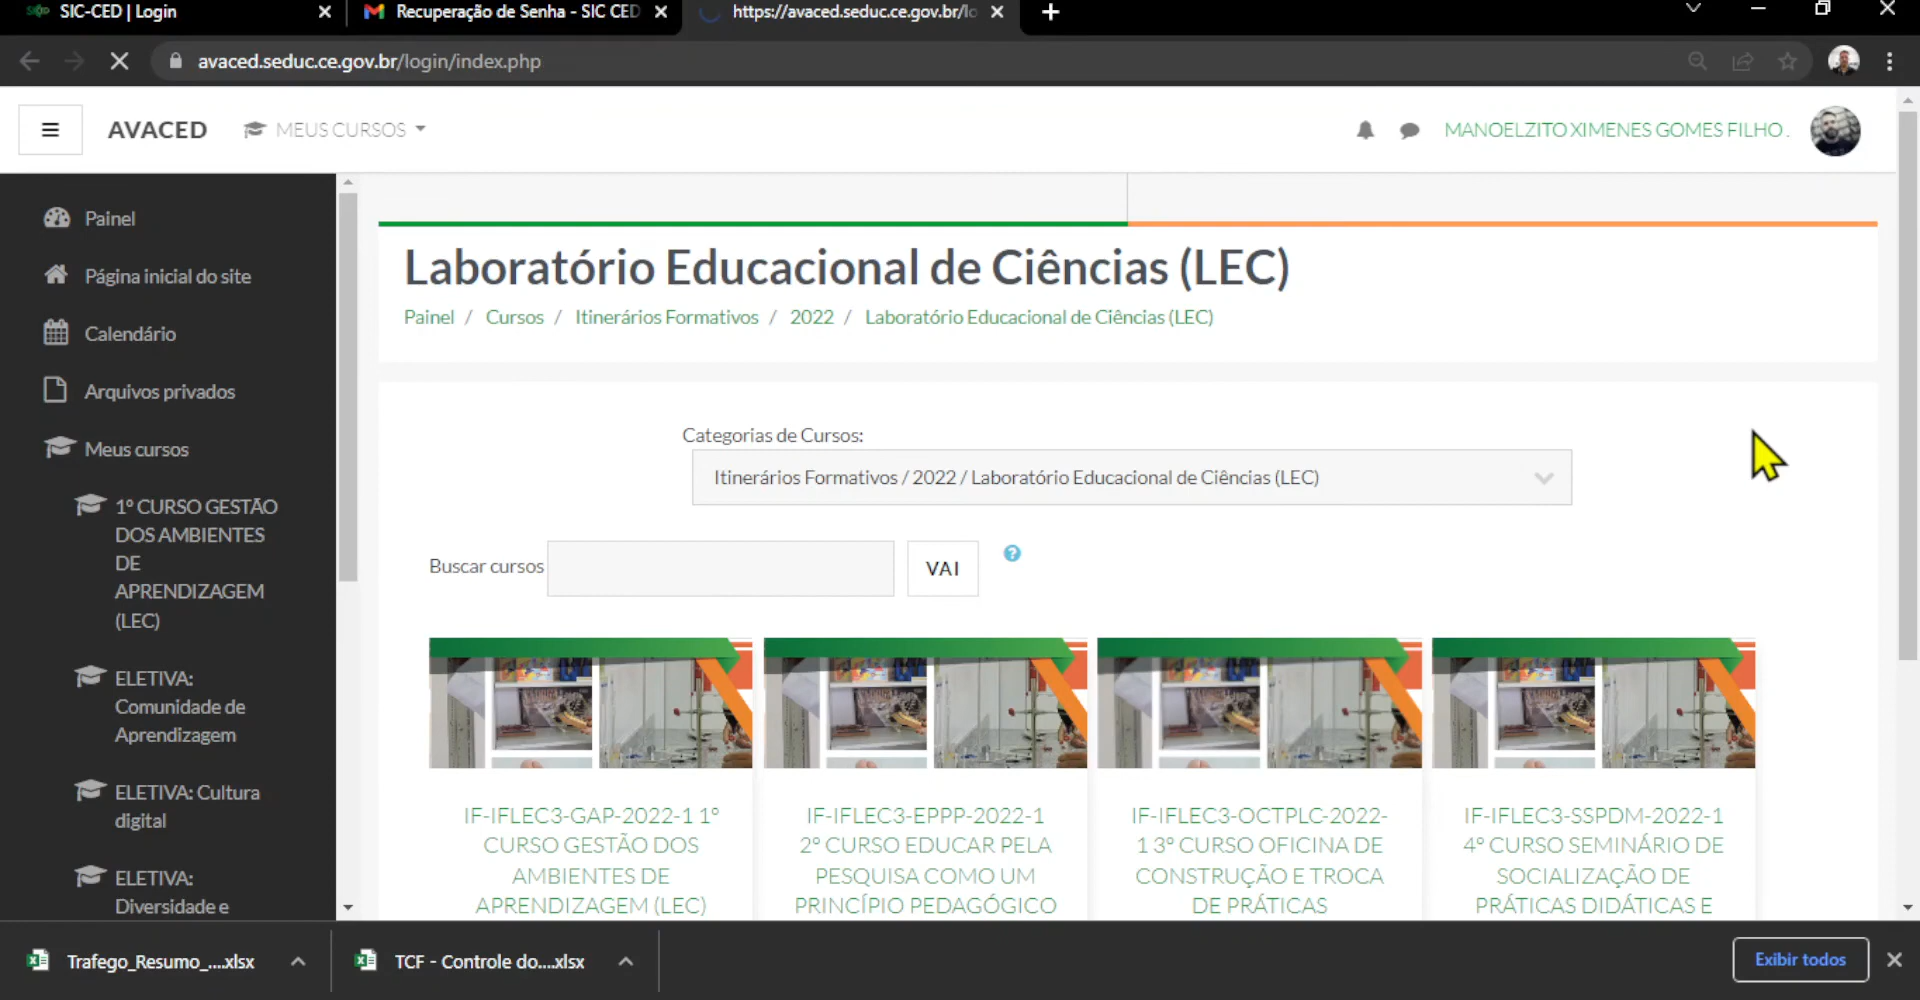 SIC-CED | Login
Recuperação de Senha - SIC CED
https://avaced.seduc.ce.gov.br/lo
avaced.seduc.ce.gov.br/login/index.php
AVACED
MEUS CURSOS
MANOELZITO XIMENES GOMES FILHO .
Painel
Página inicial do site
Calendário
Arquivos privados
Meus cursos
1º CURSO GESTÃO
DOS AMBIENTES
DE
APRENDIZAGEM
(LEC)
ELETIVA:
Comunidade de
Aprendizagem
ELETIVA: Cultura
digital
ELETIVA:
Diversidade e
Laboratório Educacional de Ciências (LEC)
Painel / Cursos / Itinerários Formativos / 2022 / Laboratório Educacional de Ciências (LEC)
Categorias de Cursos:
Itinerários Formativos / 2022 / Laboratório Educacional de Ciências (LEC)
Buscar cursos
VAI
IF-IFLEC3-GAP-2022-1 1º
CURSO GESTÃO DOS
AMBIENTES DE
APRENDIZAGEM (LEC)
IF-IFLEC3-EPPP-2022-1
2º CURSO EDUCAR PELA
PESQUISA COMO UM
PRINCÍPIO PEDAGÓGICO
IF-IFLEC3-OCTPLC-2022-
1 3º CURSO OFICINA DE
CONSTRUÇÃO E TROCA
DE PRÁTICAS
IF-IFLEC3-SSPDM-2022-1
4º CURSO SEMINÁRIO DE
SOCIALIZAÇÃO DE
PRÁTICAS DIDÁTICAS E
Trafego_Resumo_....xlsx
TCF - Controle do....xlsx
Exibir todos